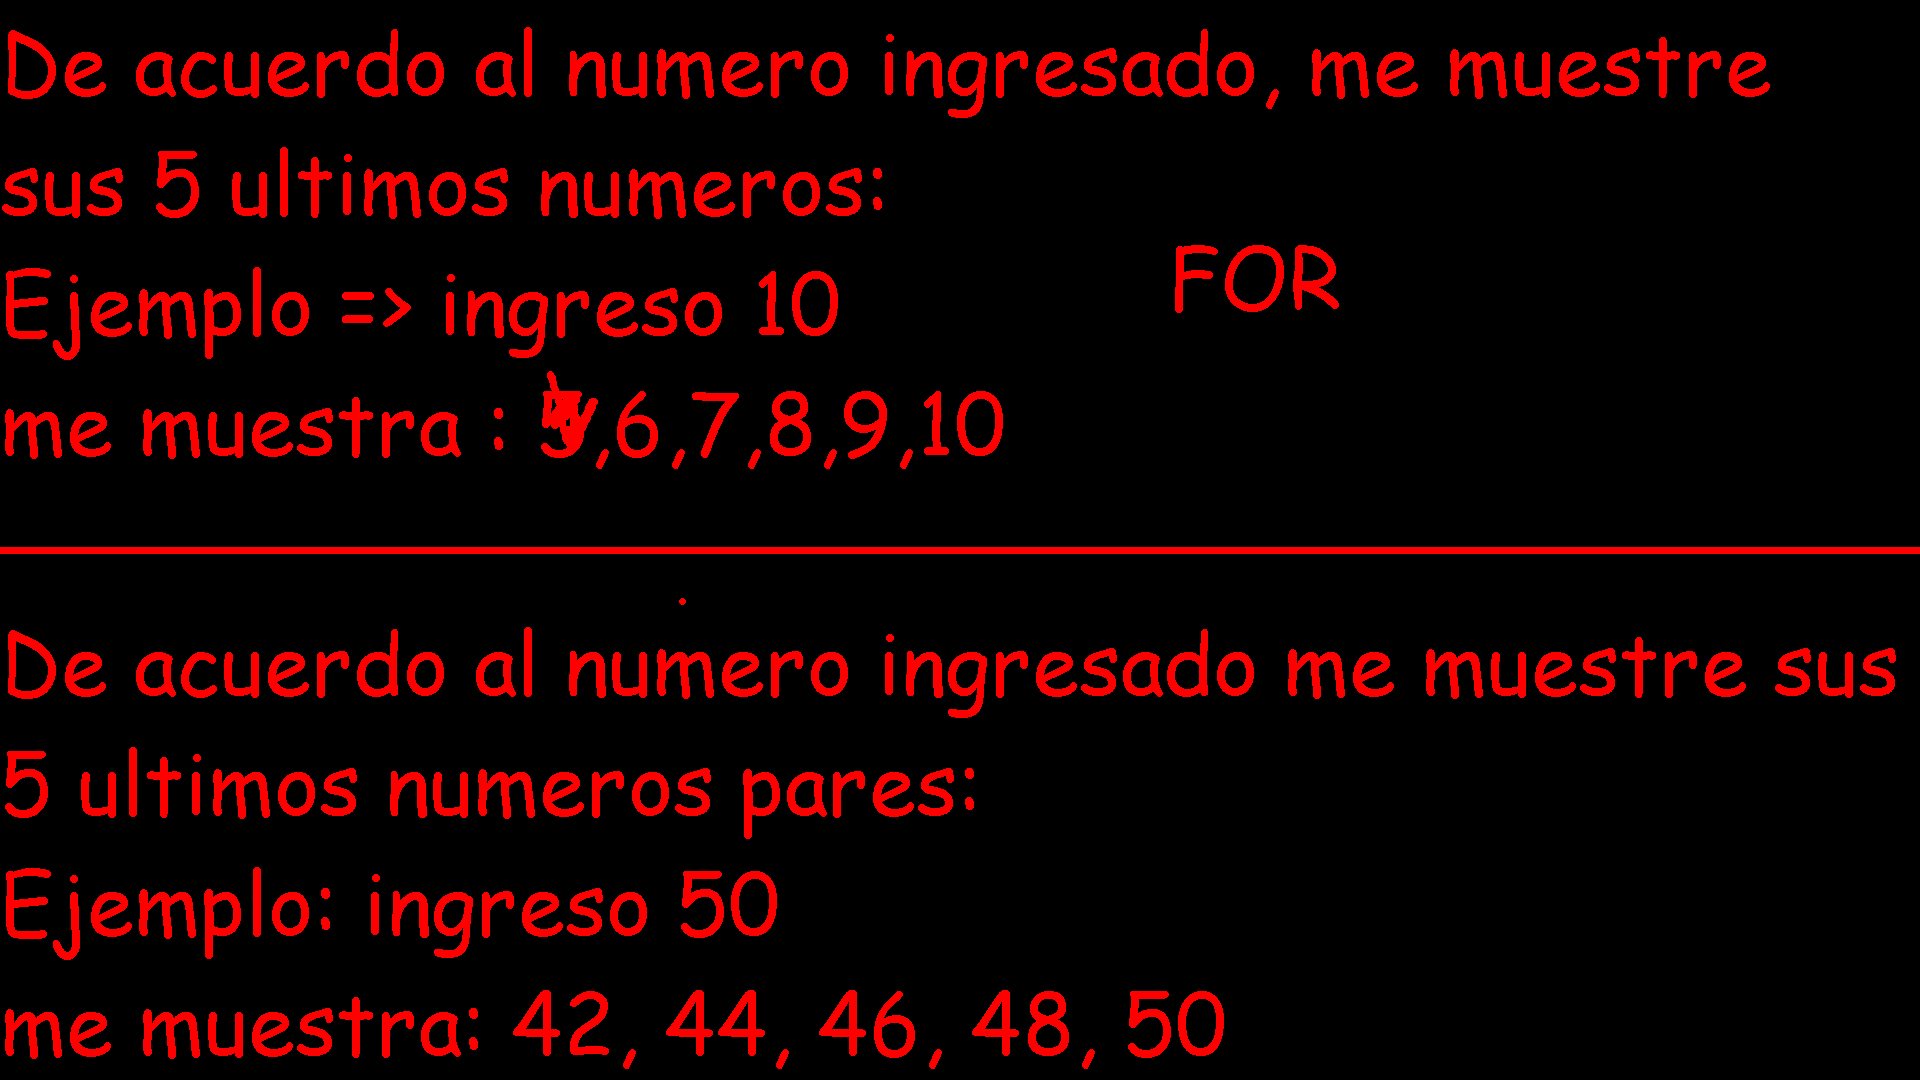 De acuerdo al numero ingresado, me muestre
sus 5 ultimos numeros:
Ejemplo => ingreso 10
FOR
me muestra : ,6,7,8,9,10
De acuerdo al numero ingresado me muestre sus
5 ultimos numeros pares:
Ejemplo: ingreso 50
me muestra: 42, 44, 46, 48, 50